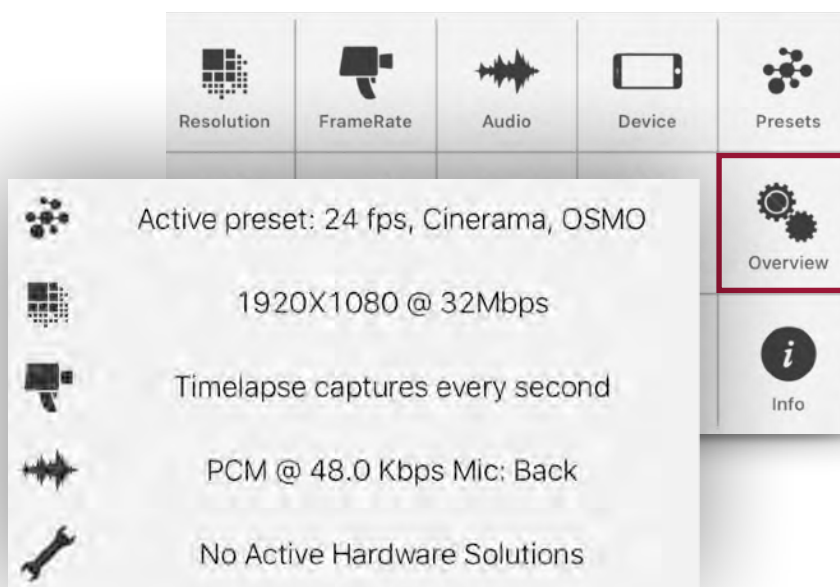 Resolution
FrameRate
Audio
Device
Presets
Overview
Info
Active preset: 24 fps, Cinerama, OSMO
1920X1080 @ 32Mbps
Timelapse captures every second
PCM @ 48.0 Kbps Mic: Back
No Active Hardware Solutions